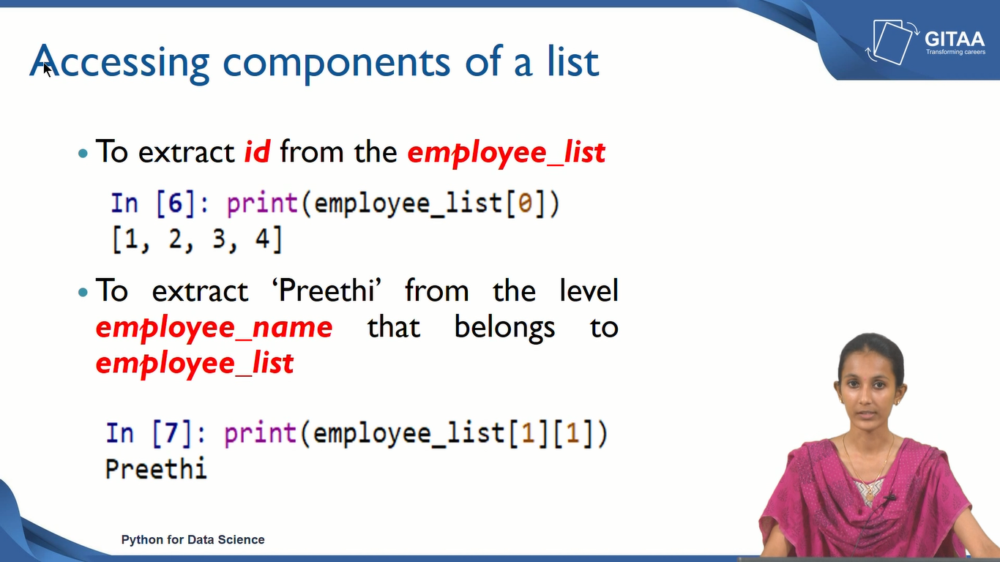 Accessing components of a list
GITAA
Transforming careers
• To extract id from the employee_list
In [6]: print(employee_list[0])
[1, 2, 3, 4]
• To extract ‘Preethi’ from the level
employee_name that belongs to
employee_list
In [7]: print(employee_list[1][1])
Preethi
Python for Data Science